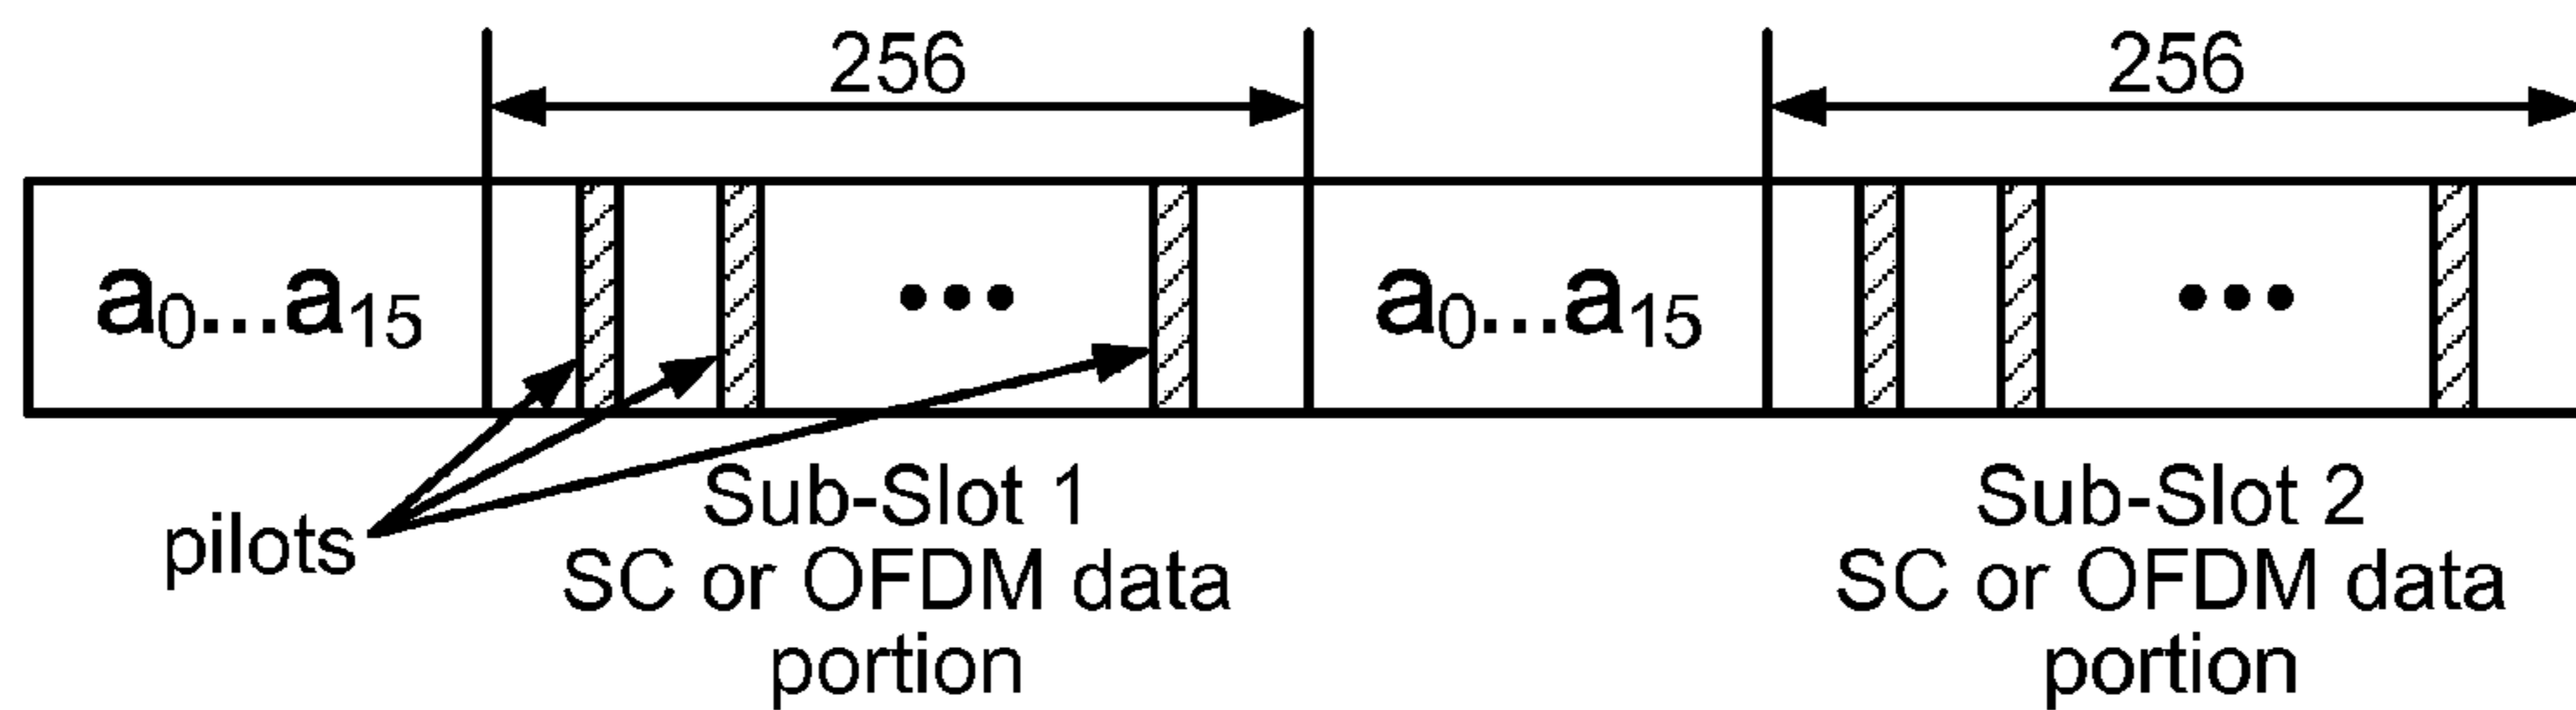 256 256
a0...a15 ... a0...a15 ...
pilots
Sub-Slot 1
SC or OFDM data
portion
Sub-Slot 2
SC or OFDM data
portion